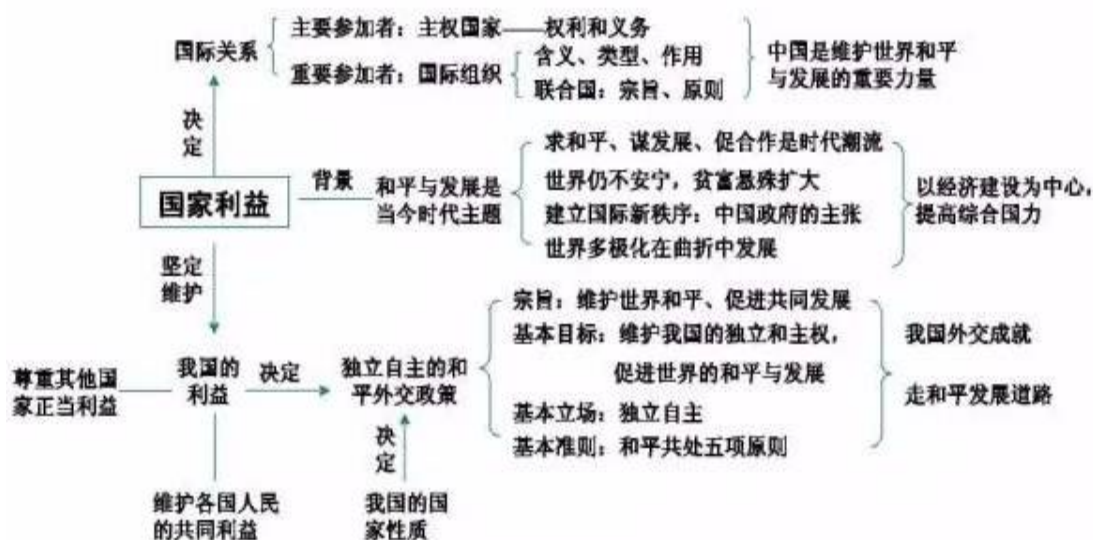 国际关系
主要参加者：主权国家——权利和义务
重要参加者：国际组织
含义、类型、作用
联合国：宗旨、原则
中国是维护世界和平
与发展的重要力量
决定
国家利益
背景
和平与发展是
当今时代主题
求和平、谋发展、促合作是时代潮流
世界仍不安宁，贫富悬殊扩大
建立国际新秩序：中国政府的主张
世界多极化在曲折中发展
以经济建设为中心，
提高综合国力
坚定
维护
尊重其他国
家正当利益
我国的
利益
决定
独立自主的和
平外交政策
宗旨：维护世界和平、促进共同发展
基本目标：维护我国的独立和主权，
促进世界的和平与发展
基本立场：独立自主
基本准则：和平共处五项原则
我国外交成就
走和平发展道路
决定
维护各国人民
的共同利益
我国的国
家性质